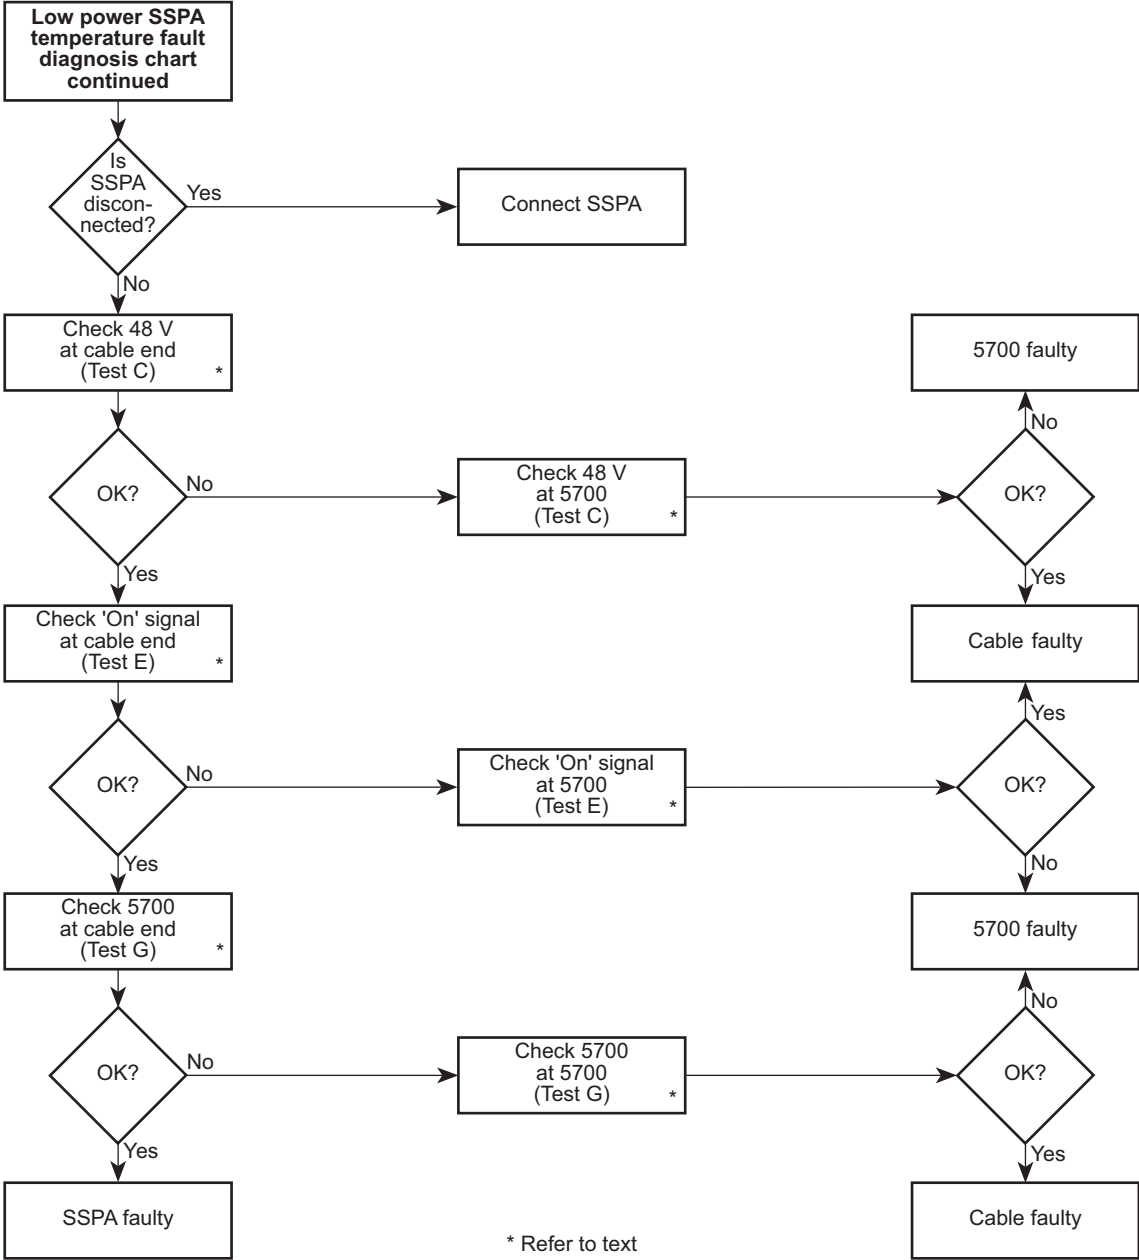 Low power SSPA
temperature fault
diagnosis chart
continued
Is
SSPA
discon-
nected?
Yes
Connect SSPA
No
Check 48 V
at cable end
(Test C)
*
5700 faulty
No
OK?
No
Check 48 V
at 5700
(Test C)
*
OK?
Yes
Yes
Check 'On' signal
at cable end
(Test E)
*
Cable faulty
Yes
OK?
No
Check 'On' signal
at 5700
(Test E)
*
OK?
Yes
No
Check 5700
at cable end
(Test G)
*
5700 faulty
No
OK?
No
Check 5700
at 5700
(Test G)
*
OK?
Yes
Yes
SSPA faulty
Cable faulty
* Refer to text